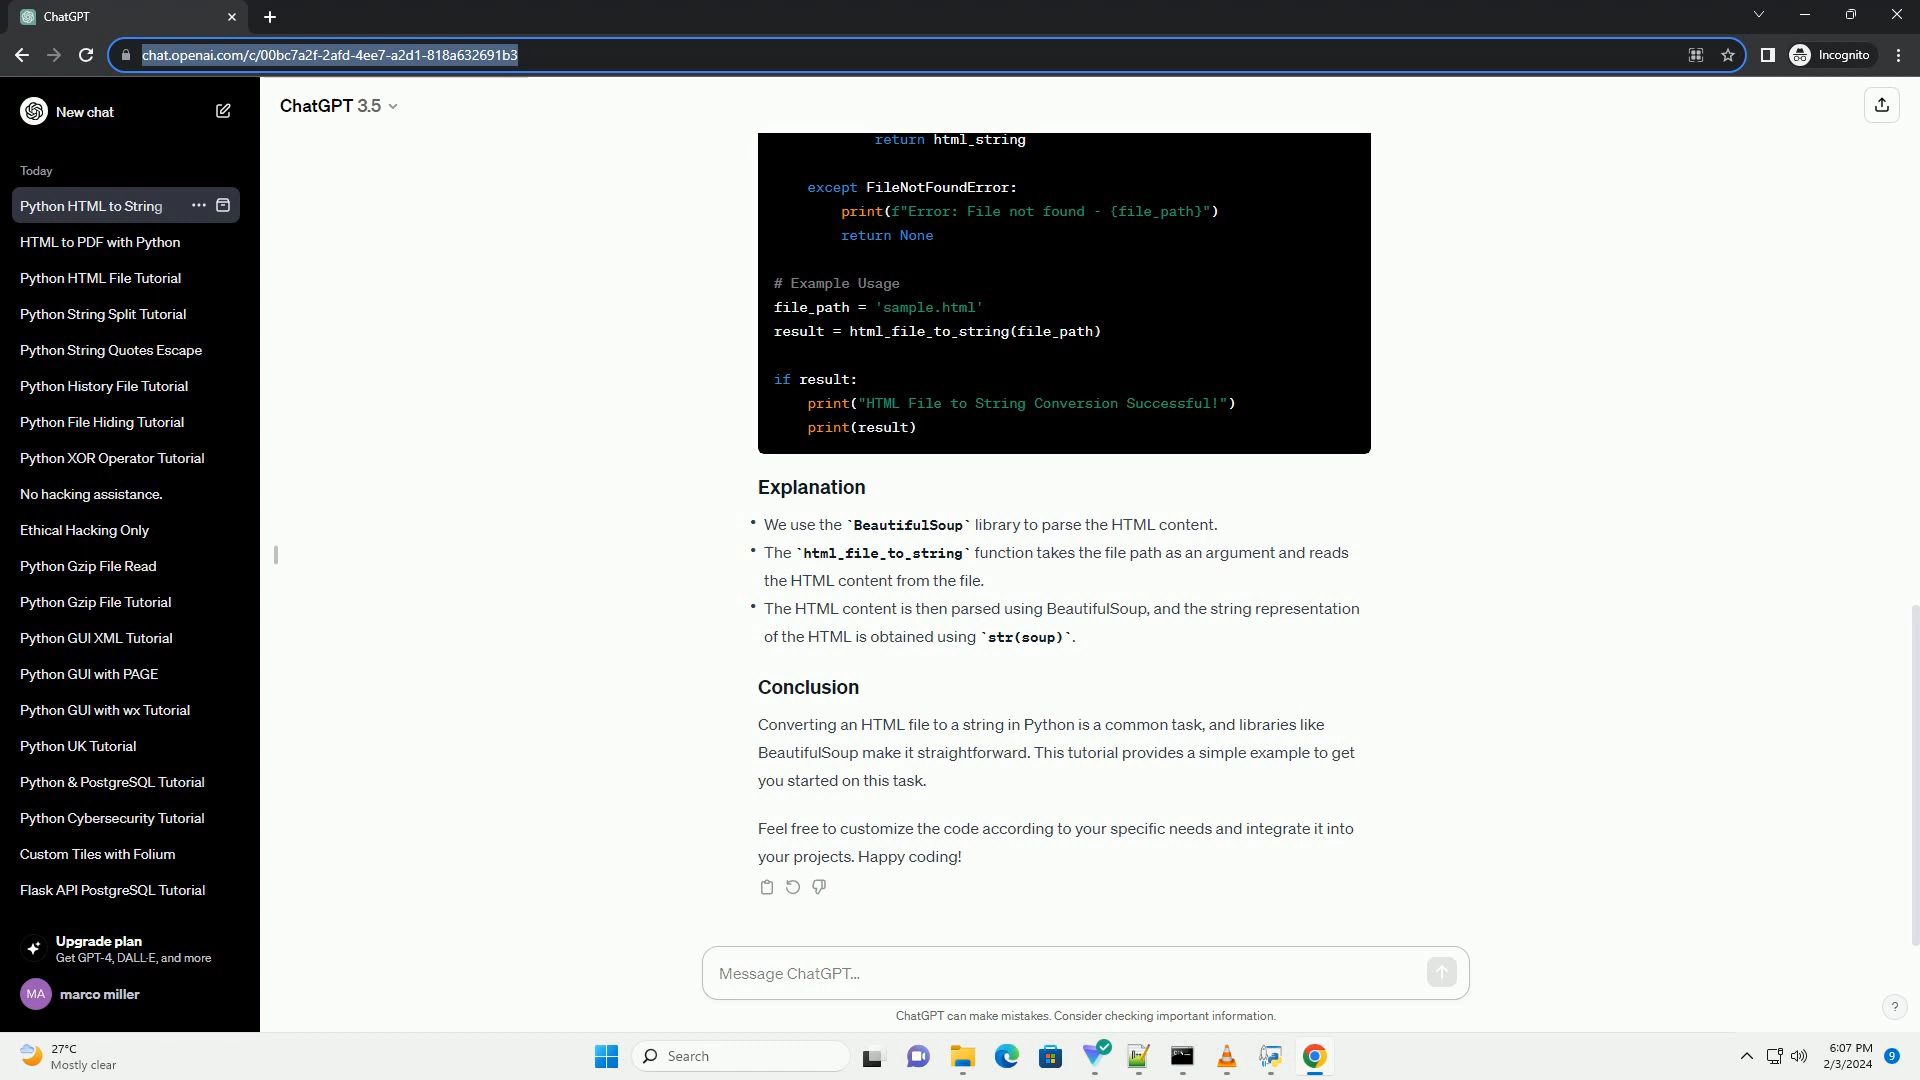 ChatGPT
chat.openai.com/c/00bc7a2f-2afd-4ee7-a2d1-818a632691b3
Incognito
New chat
Today
Python HTML to String
HTML to PDF with Python
Python HTML File Tutorial
Python String Split Tutorial
Python String Quotes Escape
Python History File Tutorial
Python File Hiding Tutorial
Python XOR Operator Tutorial
No hacking assistance.
Ethical Hacking Only
Python Gzip File Read
Python Gzip File Tutorial
Python GUI XML Tutorial
Python GUI with PAGE
Python GUI with wx Tutorial
Python UK Tutorial
Python & PostgreSQL Tutorial
Python Cybersecurity Tutorial
Custom Tiles with Folium
Flask API PostgreSQL Tutorial
Upgrade plan
Get GPT-4, DALL·E, and more
MA marco miller
ChatGPT 3.5
return html_string
except FileNotFoundError:
print(f"Error: File not found - {file_path}")
return None
# Example Usage
file_path = 'sample.html'
result = html_file_to_string(file_path)
if result:
print("HTML File to String Conversion Successful!")
print(result)
Explanation
• We use the `BeautifulSoup` library to parse the HTML content.
• The `html_file_to_string` function takes the file path as an argument and reads
the HTML content from the file.
• The HTML content is then parsed using BeautifulSoup, and the string representation
of the HTML is obtained using `str(soup)`.
Conclusion
Converting an HTML file to a string in Python is a common task, and libraries like
BeautifulSoup make it straightforward. This tutorial provides a simple example to get
you started on this task.
Feel free to customize the code according to your specific needs and integrate it into
your projects. Happy coding!
Message ChatGPT...
ChatGPT can make mistakes. Consider checking important information.
?
27°C
Mostly clear
Search
6:07 PM
2/3/2024
9